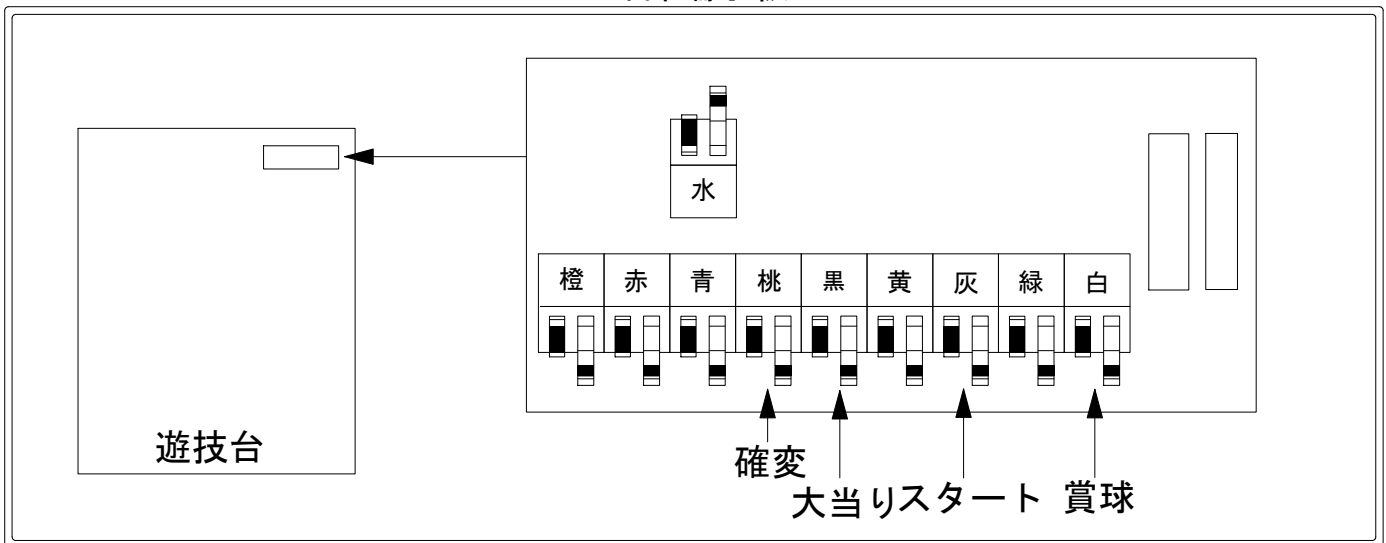 水
橙 赤 青 桃 黒 黄 灰 緑 白
遊技台
確変
大当り スタート 賞球